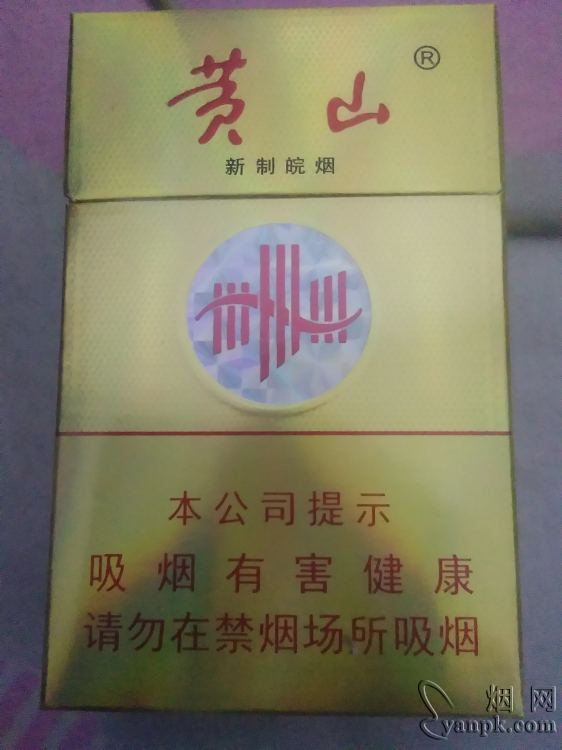 黄山®
新制皖烟
本公司提示
吸烟有害健康
请勿在禁烟场所吸烟
烟网
yanpk.com